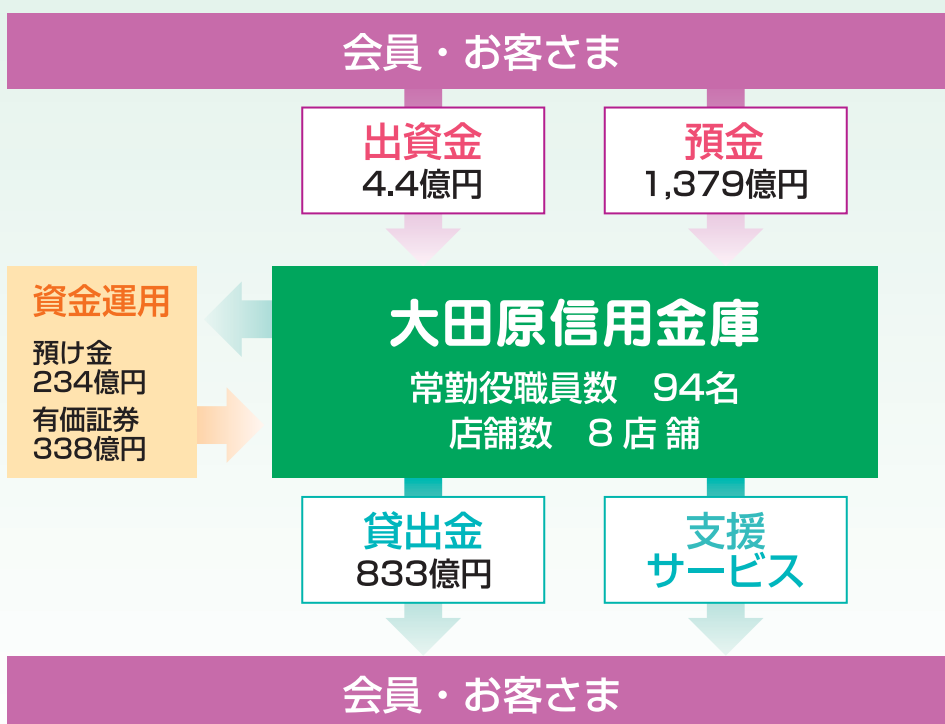 会員・お客さま
出資金
4.4億円
預金
1,379億円
資金運用
預け金
234億円
有価証券
338億円
大田原信用金庫
常勤役職員数 94名
店舗数 8店舗
貸出金
833億円
支援
サービス
会員・お客さま